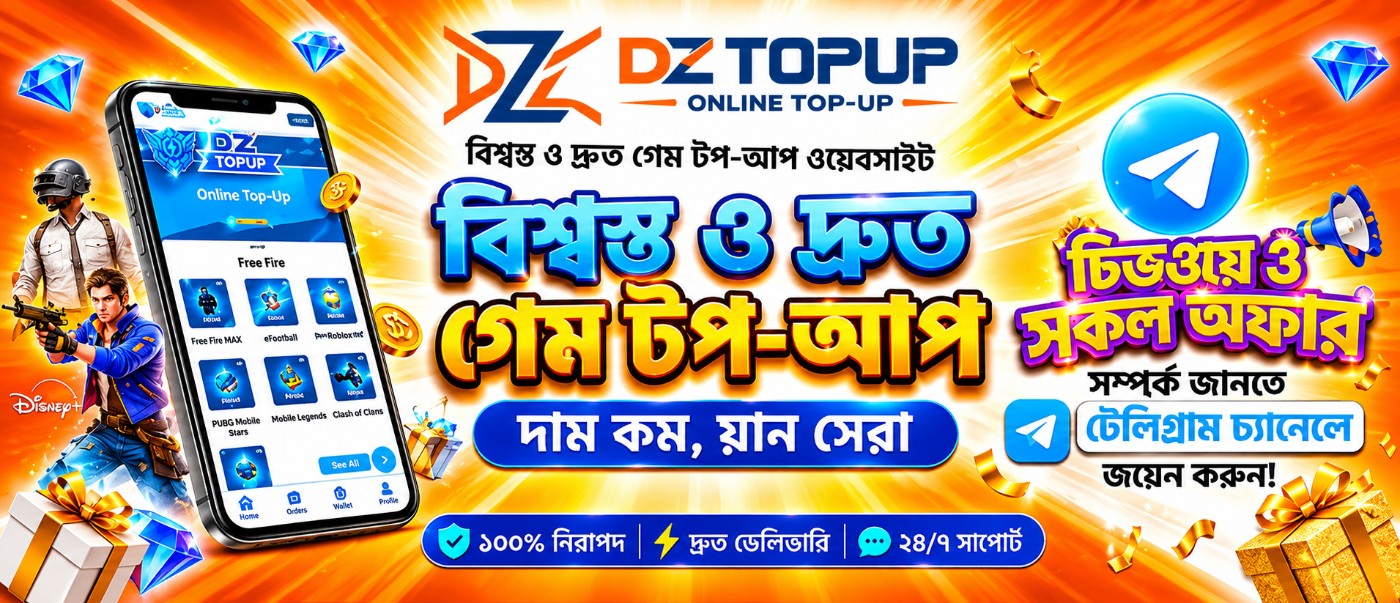 DZ TOPUP
ONLINE TOP-UP
বিশ্বস্ত ও দ্রুত গেম টপ-আপ ওয়েবসাইট
বিশ্বস্ত ও দ্রুত
গেম টপ-আপ
দাম কম, য়ান সেরা
১০০% নিরাপদ
দ্রুত ডেলিভারি
২৪/৭ সাপোর্ট
DZ
TOPUP
Online Top-Up
Free Fire
Free Fire MAX
eFootball
PUBG Mobile
Stars
Mobile Legends
Clash of Clans
See All
Home
Orders
Wallet
Profile
Disney+
চিভওয়ে ও
সকল অফার
সম্পর্ক জানতে
টেলিগ্রাম চ্যানেলে
জয়েন করুন!